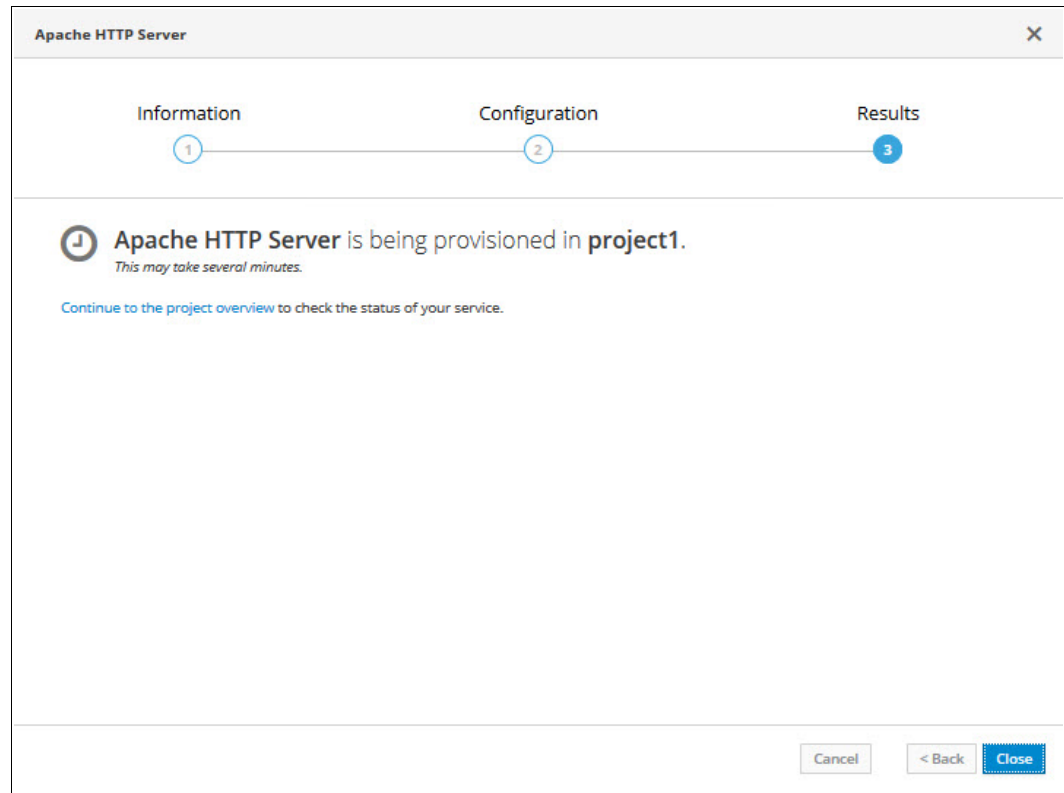 Apache HTTP Server
Information Configuration Results
1 2 3
Apache HTTP Server is being provisioned in project1.
This may take several minutes.
Continue to the project overview to check the status of your service.
Cancel < Back Close